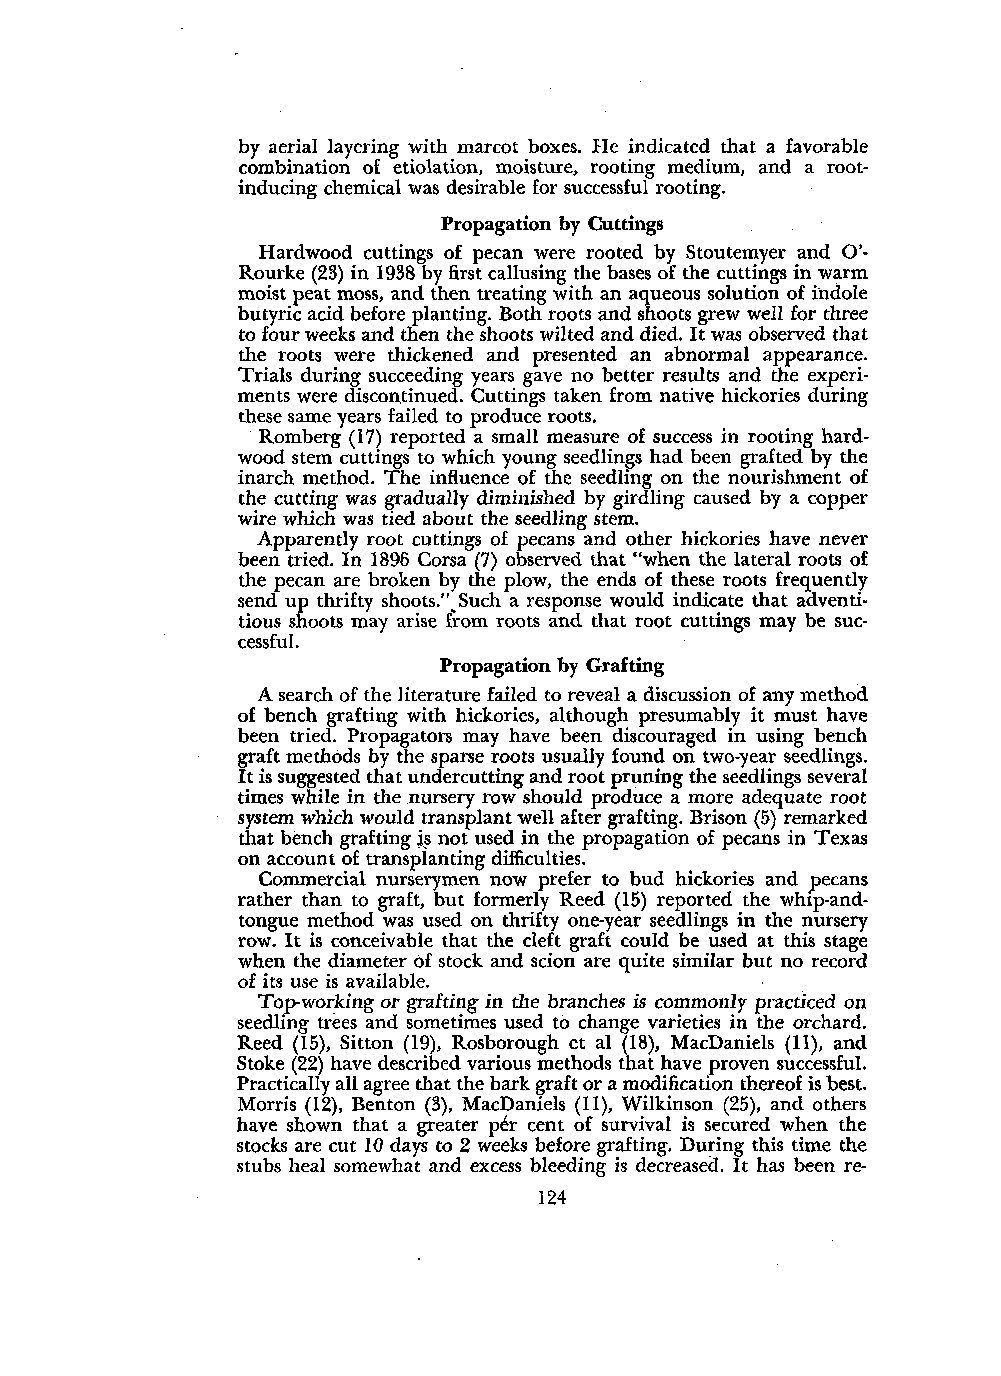 by aerial layering with marcot boxes. He indicated that a favorable
combination of etiolation, moisture, rooting medium, and a root-
inducing chemical was desirable for successful rooting.
Propagation by Cuttings
Hardwood cuttings of pecan were rooted by Stoutemyer and O'-
Rourke (23) in 1938 by first callusing the bases of the cuttings in warm
moist peat moss, and then treating with an aqueous solution of indole
butyric acid before planting. Both roots and shoots grew well for three
to four weeks and then the shoots wilted and died. It was observed that
the roots were thickened and presented an abnormal appearance.
Trials during succeeding years gave no better results and the experi-
ments were discontinued. Cuttings taken from native hickories during
these same years failed to produce roots.
Romberg (17) reported a small measure of success in rooting hard-
wood stem cuttings to which young seedlings had been grafted by the
inarch method. The influence of the seedling on the nourishment of
the cutting was gradually diminished by girdling caused by a copper
wire which was tied about the seedling stem.
Apparently root cuttings of pecans and other hickories have never
been tried. In 1896 Corsa (7) observed that "when the lateral roots of
the pecan are broken by the plow, the ends of these roots frequently
send up thrifty shoots." Such a response would indicate that adventi-
tious shoots may arise from roots and that root cuttings may be suc-
cessful.
Propagation by Grafting
A search of the literature failed to reveal a discussion of any method
of bench grafting with hickories, although presumably it must have
been tried. Propagators may have been discouraged in using bench
graft methods by the sparse roots usually found on two-year seedlings.
It is suggested that undercutting and root pruning the seedlings several
times while in the nursery row should produce a more adequate root
system which would transplant well after grafting. Brison (5) remarked
that bench grafting is not used in the propagation of pecans in Texas
on account of transplanting difficulties.
Commercial nurserymen now prefer to bud hickories and pecans
rather than to graft, but formerly Reed (15) reported the whip-and-
tongue method was used on thrifty one-year seedlings in the nursery
row. It is conceivable that the cleft graft could be used at this stage
when the diameter of stock and scion are quite similar but no record
of its use is available.
Top-working or grafting in the branches is commonly practiced on
seedling trees and sometimes used to change varieties in the orchard.
Reed (15), Sitton (19), Rosborough et al (18), MacDaniels (11), and
Stoke (22) have described various methods that have proven successful.
Practically all agree that the bark graft or a modification thereof is best.
Morris (12), Benton (3), MacDaniels (11), Wilkinson (25), and others
have shown that a greater per cent of survival is secured when the
stocks are cut 10 days to 2 weeks before grafting. During this time the
stubs heal somewhat and excess bleeding is decreased. It has been re-
124